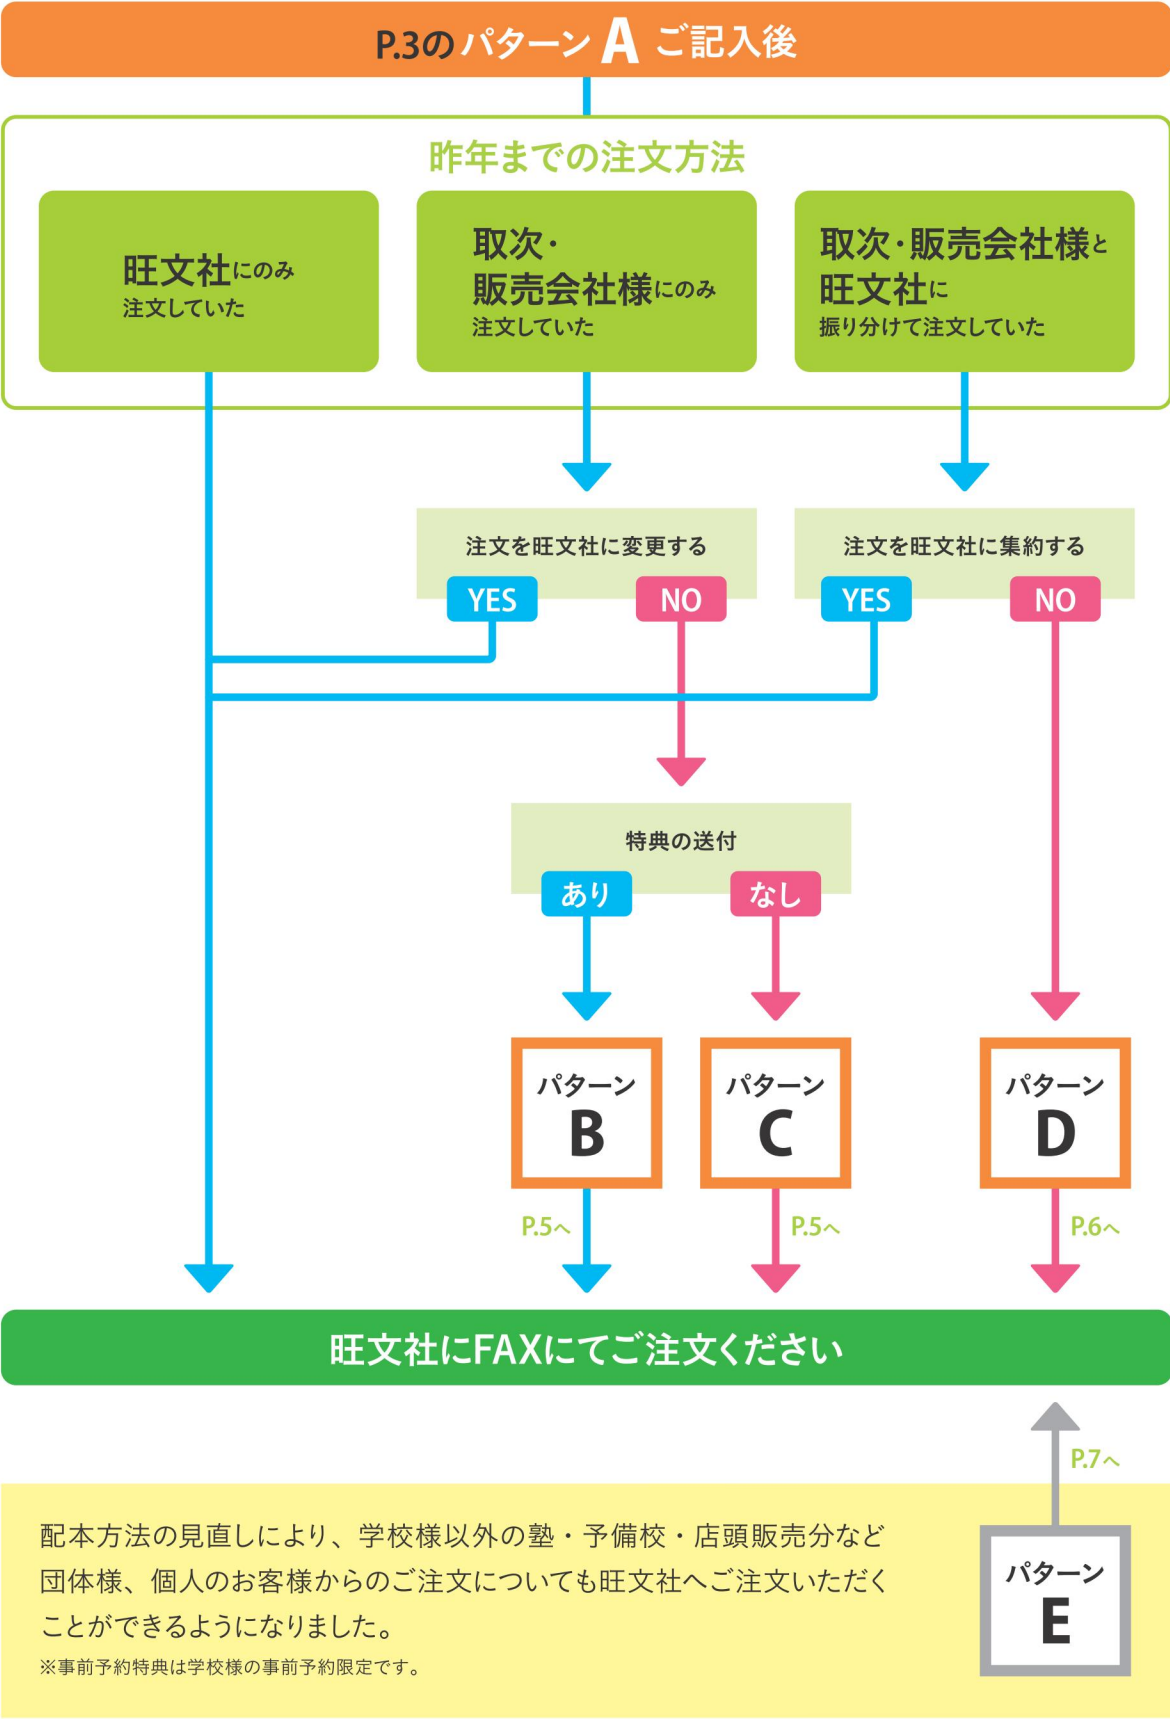 P.3のパターンA ご記入後
昨年までの注文方法
旺文社にのみ
注文していた
取次・
販売会社様にのみ
注文していた
取次・販売会社様と
旺文社に
振り分けて注文していた
注文を旺文社に変更する
YES
NO
注文を旺文社に集約する
YES
NO
特典の送付
あり
なし
パターン
B
パターン
C
パターン
D
P.5へ
P.5へ
P.6へ
旺文社にFAXにてご注文ください
P.7へ
配本方法の見直しにより、学校様以外の塾・予備校・店頭販売分など
団体様、個人のお客様からのご注文についても旺文社へご注文いただく
ことができるようになりました。
※事前予約特典は学校様の事前予約限定です。
パターン
E